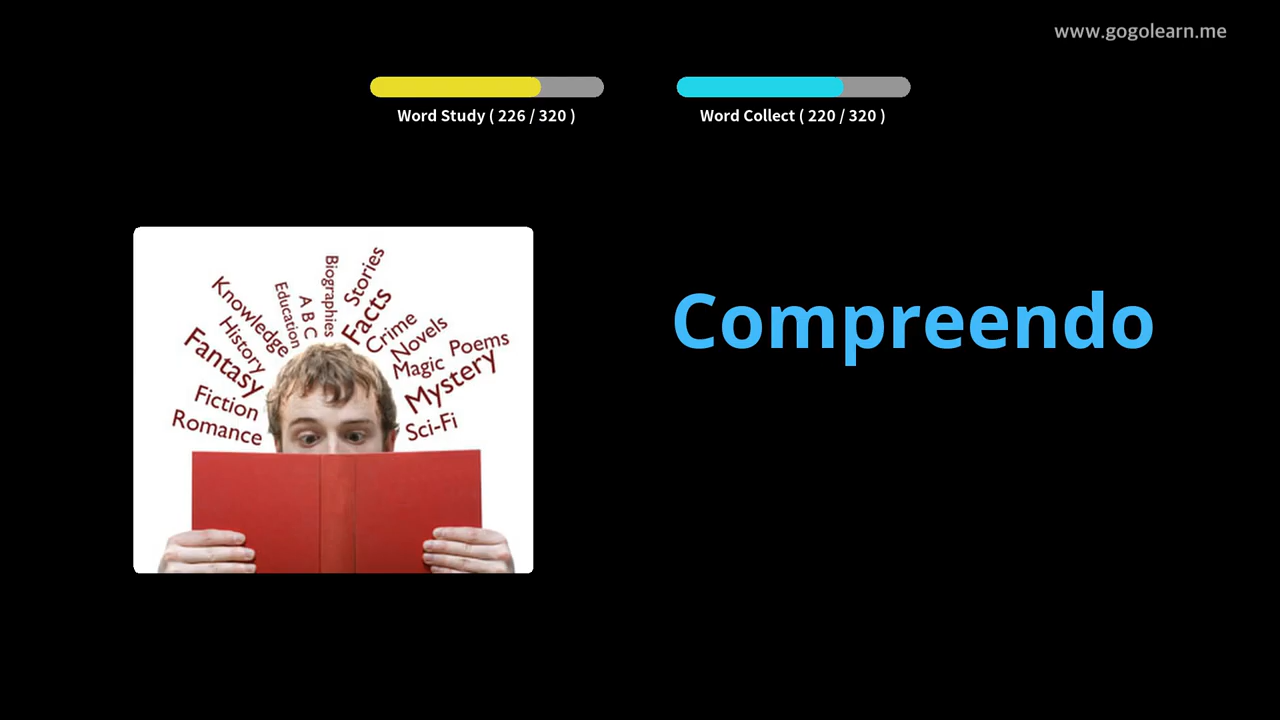 www.gogolearn.me
Word Study ( 226 / 320 )
Word Collect ( 220 / 320 )
Compreendo
Romance
Fiction
Fantasy
History
Knowledge
Education
A B C
Biographies
Stories
Facts
Crime
Novels
Magic
Poems
Mystery
Sci-Fi